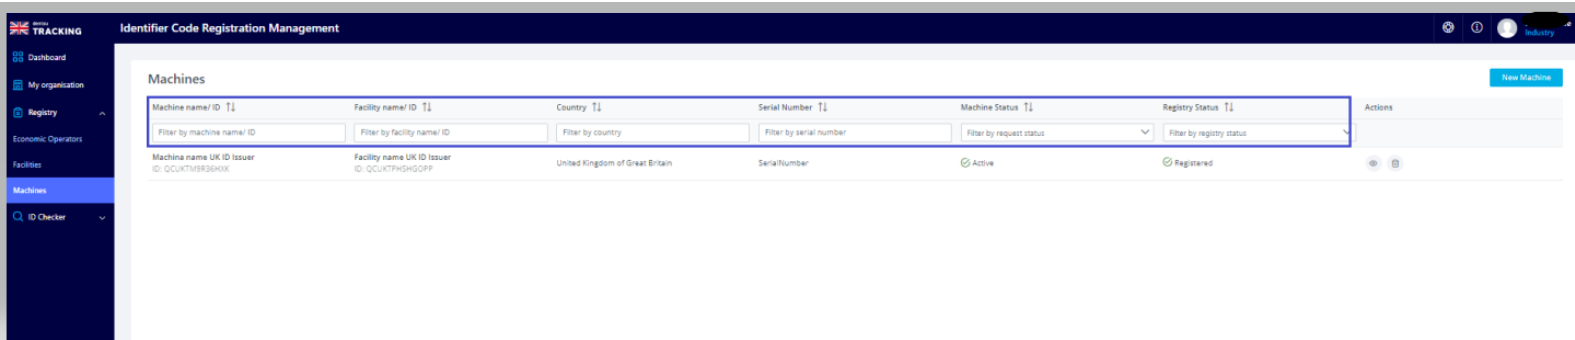 DENTSU
TRACKING
Identifier Code Registration Management
Industry
Dashboard
My organisation
Registry
Economic Operators
Facilities
Machines
ID Checker
Machines
New Machine
Machine name/ ID
Facility name/ ID
Country
Serial Number
Machine Status
Registry Status
Actions
Filter by machine name/ ID
Filter by facility name/ ID
Filter by country
Filter by serial number
Filter by request status
Filter by registry status
Machina name UK ID Issuer
Facility name UK ID Issuer
United Kingdom of Great Britain
SerialNumber
Active
Registered
ID: QCUKTM9R36HXK
ID: QCUKTPHSHGOPP